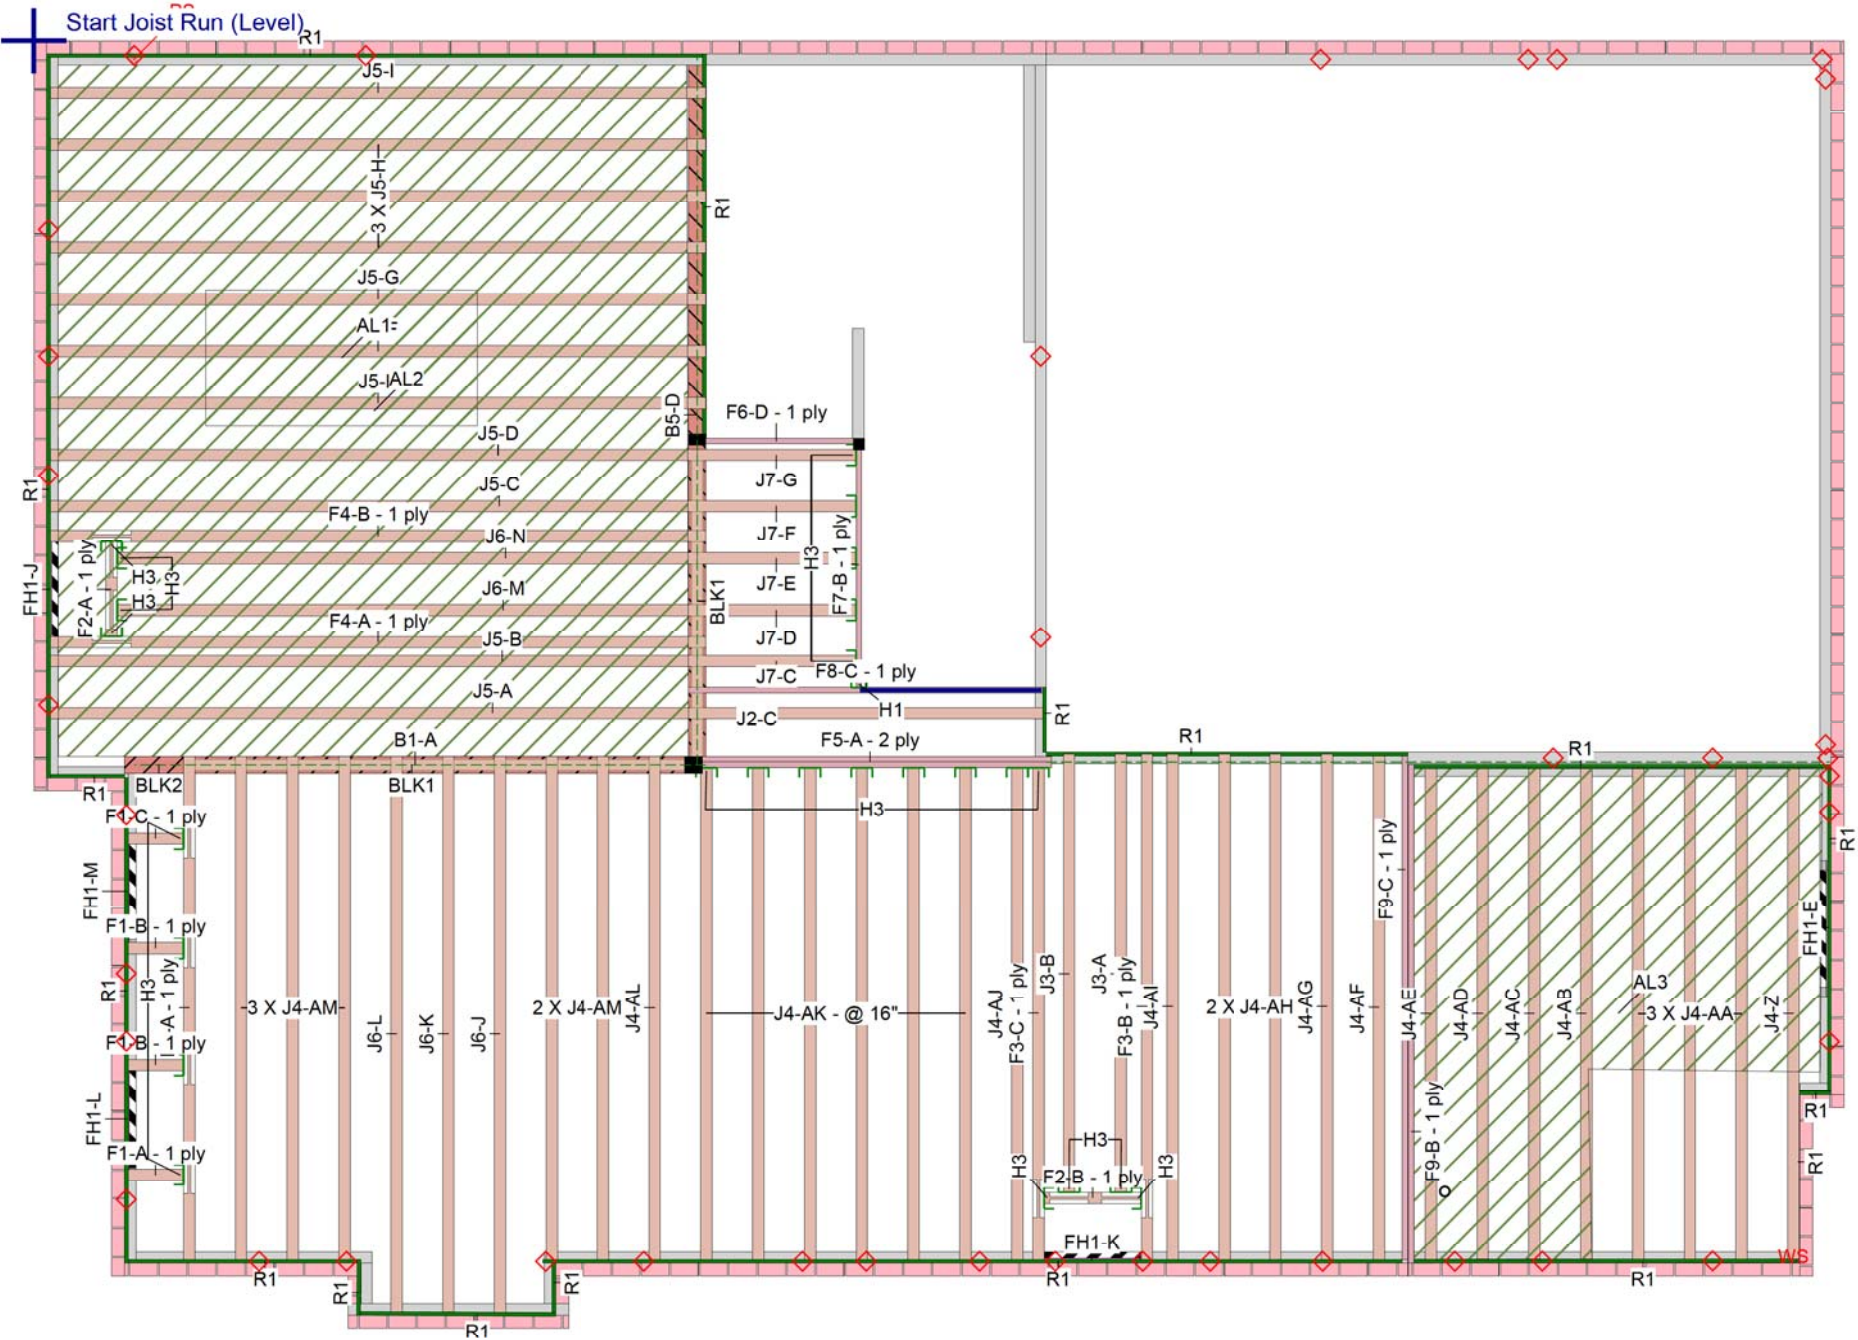 Start Joist Run (Level)
R1
J5-I
3 X J5-H
R1
J5-G
AL1
AL2
B5-D
F6-D - 1 ply
J5-D
J7-G
J5-C
R1
F4-B - 1 ply
J7-F
J6-N
H3
F7-B - 1 ply
FH1-J
F2-A - 1 ply
H3
H3
H3
J7-E
J6-M
BLK1
F4-A - 1 ply
J5-B
J7-D
F8-C - 1 ply
J7-C
J5-A
J2-C
H1
R1
B1-A
F5-A - 2 ply
R1
R1
BLK2
BLK1
R1
H3
F1-C - 1 ply
R1
F9-C - 1 ply
FH1-M
F1-B - 1 ply
FH1-E
R1
H3
-A - 1 ply
3 X J4-AM
J6-L
J6-K
J6-J
2 X J4-AM
J4-AL
J4-AK - @ 16"
J4-AJ
F3-C - 1 ply
J3-B
J3-A
F3-B - 1 ply
J4-AI
2 X J4-AH
J4-AG
J4-AF
J4-AE
J4-AD
J4-AC
J4-AB
AL3
3 X J4-AA
J4-Z
F1-B - 1 ply
FH1-L
F1-A - 1 ply
H3
H3
F2-B - 1 ply
H3
F9-B - 1 ply
R1
R1
FH1-K
WS
R1
R1
R1
R1
R1
R1